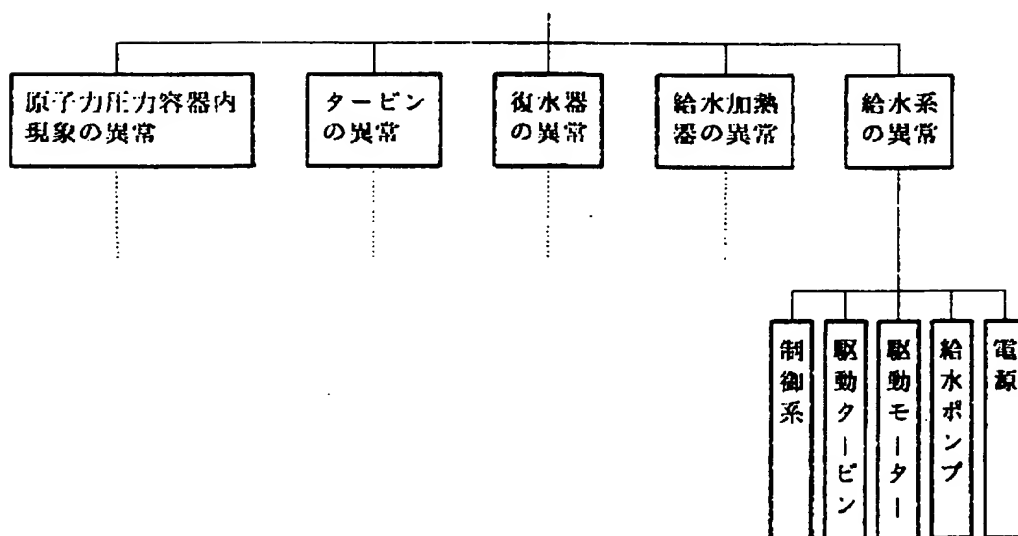 原子力圧力容器内
現象の異常
タービン
の異常
復水器
の異常
給水加熱
器の異常
給水系
の異常
制御系
駆動タービン
駆動モーター
給水ポンプ
電源